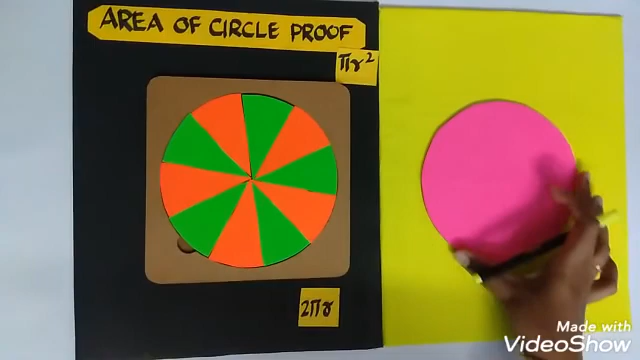 AREA OF CIRCLE PROOF
πr²
2πr
Made with
VideoShow